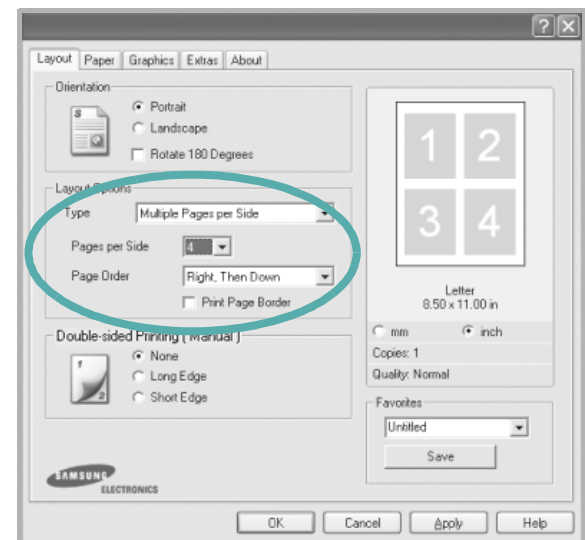 Layout Paper Graphics Extras About
Orientation
S
Portrait
Landscape
Rotate 180 Degrees
Layout Options
Type Multiple Pages per Side
Pages per Side 4
Page Order Right, Then Down
Print Page Border
Double-sided Printing ( Manual )
1
2
None
Long Edge
Short Edge
SAMSUNG
ELECTRONICS
1 2
3 4
Letter
8.50 x 11.00 in
mm inch
Copies: 1
Quality: Normal
Favorites
Untitled
Save
OK Cancel Apply Help